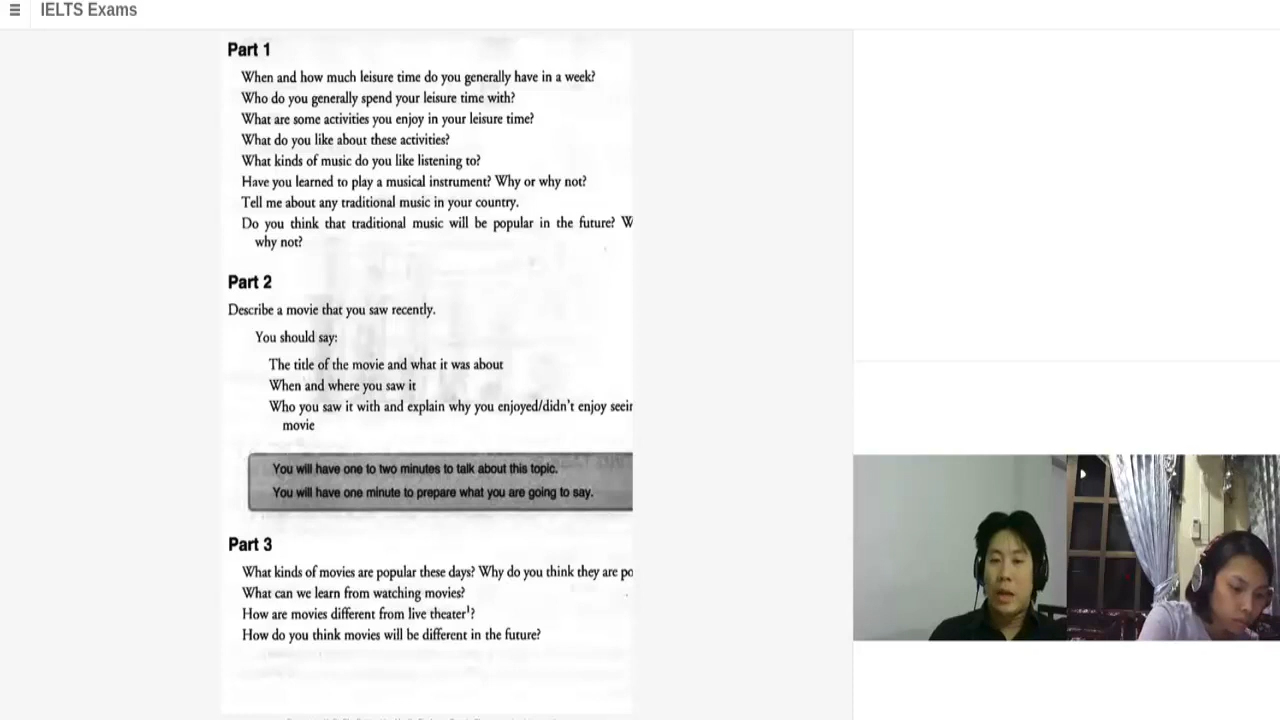 IELTS Exams
Part 1
When and how much leisure time do you generally have in a week?
Who do you generally spend your leisure time with?
What are some activities you enjoy in your leisure time?
What do you like about these activities?
What kinds of music do you like listening to?
Have you learned to play a musical instrument? Why or why not?
Tell me about any traditional music in your country.
Do you think that traditional music will be popular in the future? W
why not?
Part 2
Describe a movie that you saw recently.
You should say:
The title of the movie and what it was about
When and where you saw it
Who you saw it with and explain why you enjoyed/didn't enjoy seein
movie
You will have one to two minutes to talk about this topic.
You will have one minute to prepare what you are going to say.
Part 3
What kinds of movies are popular these days? Why do you think they are po
What can we learn from watching movies?
How are movies different from live theater¹?
How do you think movies will be different in the future?